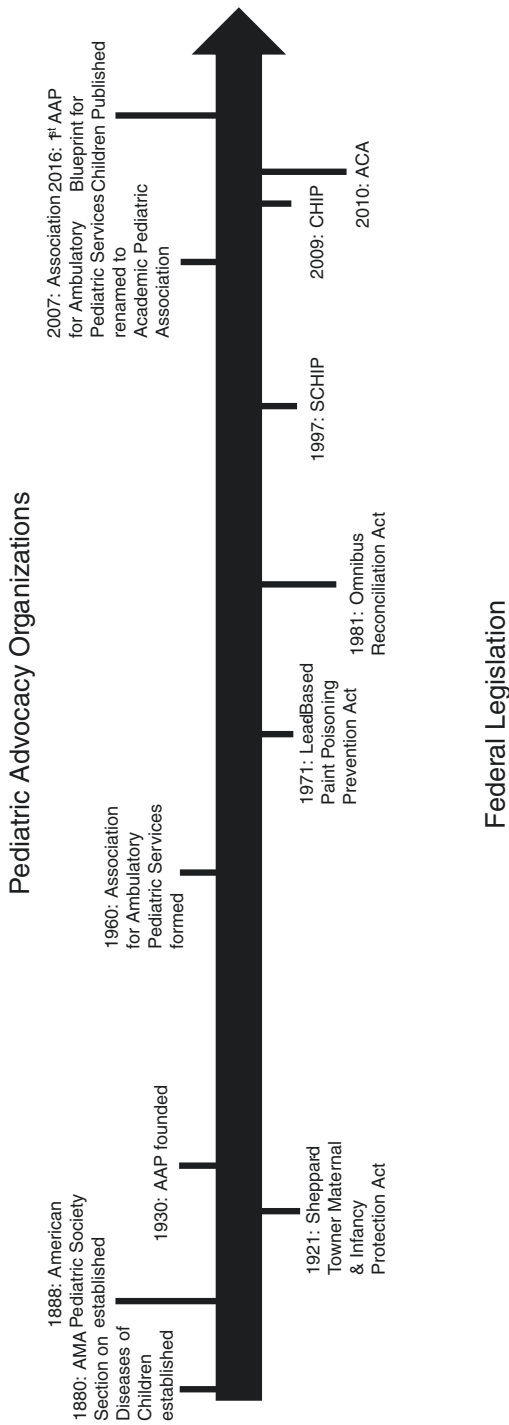 Pediatric Advocacy Organizations
1880: AMA
Section on
Diseases of
Children
established
1888: American
Pediatric Society
established
1930: AAP founded
1960: Association
for Ambulatory
Pediatric Services
formed
2007: Association
for Ambulatory
Pediatric Services
renamed to
Academic Pediatric
Association
2016: 1st AAP
Blueprint for
Children Published
1921: Sheppard
Towner Maternal
& Infancy
Protection Act
1971: LeadBased
Paint Poisoning
Prevention Act
1981: Omnibus
Reconciliation Act
1997: SCHIP
2009: CHIP
2010: ACA
Federal Legislation